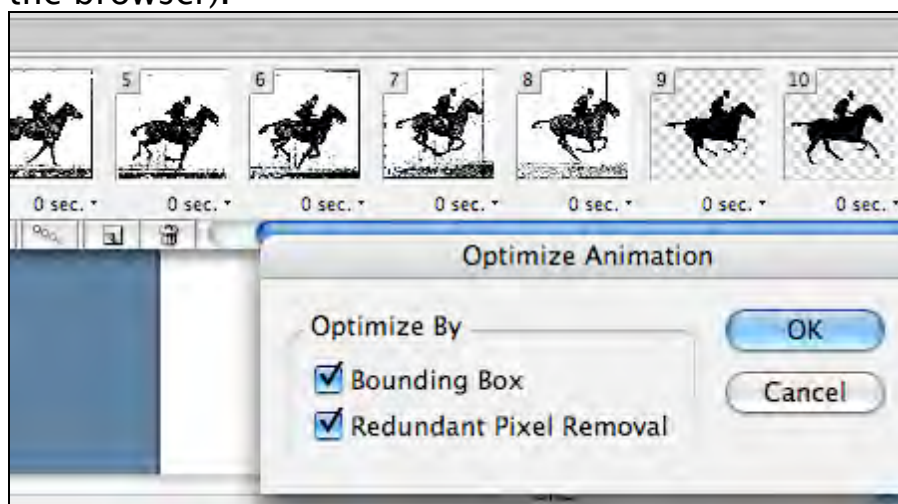 the browser).
5 6 7 8 9 10
0 sec. 0 sec. 0 sec. 0 sec. 0 sec. 0 sec. 0 sec.
Optimize Animation
Optimize By
OK
Bounding Box
Cancel
Redundant Pixel Removal